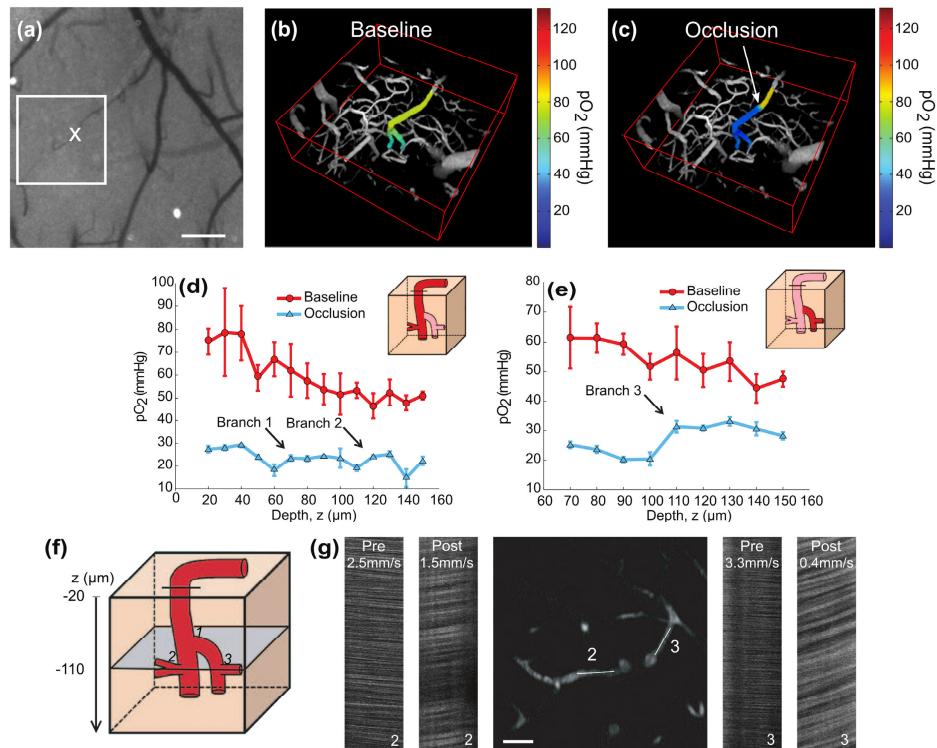 (a)
X
(b)
Baseline
120
100
80
60
40
20
pO2 (mmHg)
(c)
Occlusion
120
100
80
60
40
20
pO2 (mmHg)
(d)
Baseline
Occlusion
100
90
80
70
60
50
40
30
20
10
pO2 (mmHg)
Branch 1
Branch 2
0 20 40 60 80 100 120 140 160
Depth, z (µm)
(e)
Baseline
Occlusion
80
70
60
50
40
30
20
10
pO2 (mmHg)
Branch 3
60 70 80 90 100 110 120 130 140 150 160
Depth, z (µm)
(f)
z (µm)
-20
-110
1
2
3
(g)
Pre
2.5mm/s
2
Post
1.5mm/s
2
2
3
Pre
3.3mm/s
3
Post
0.4mm/s
3